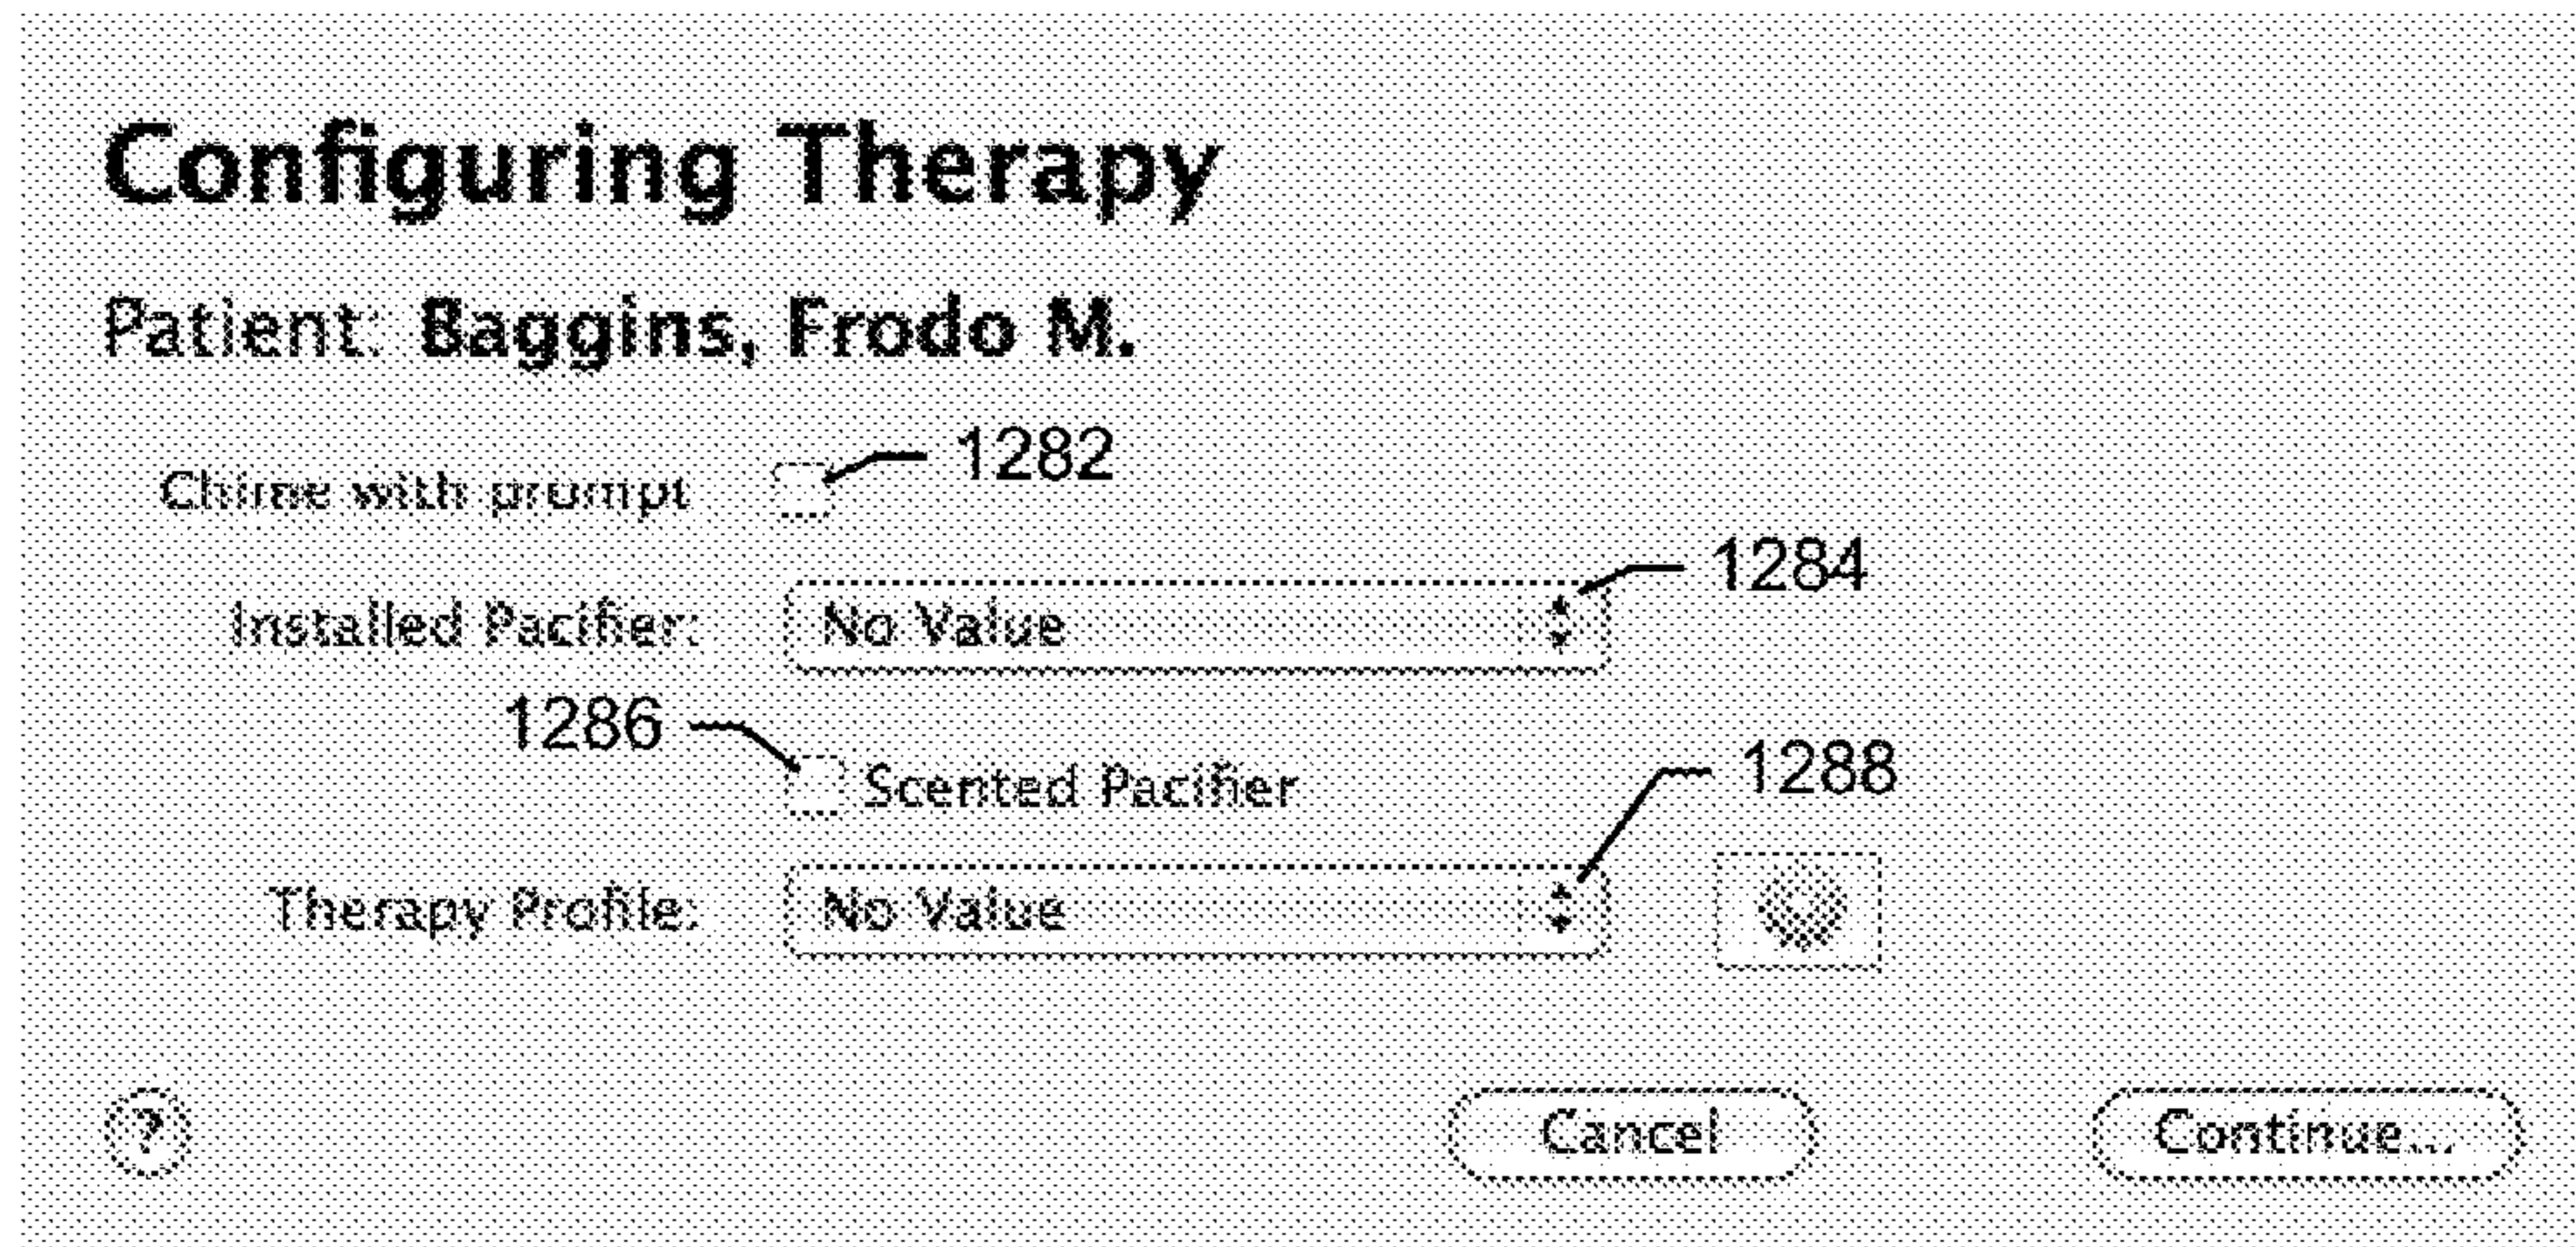 Configuring Therapy
Patient: Baggins, Frodo M.
Chime with prompt 1282
1284
Installed Pacifier: No Value
1286
Scented Pacifier
1288
Therapy Profile: No Value
? Cancel Continue...